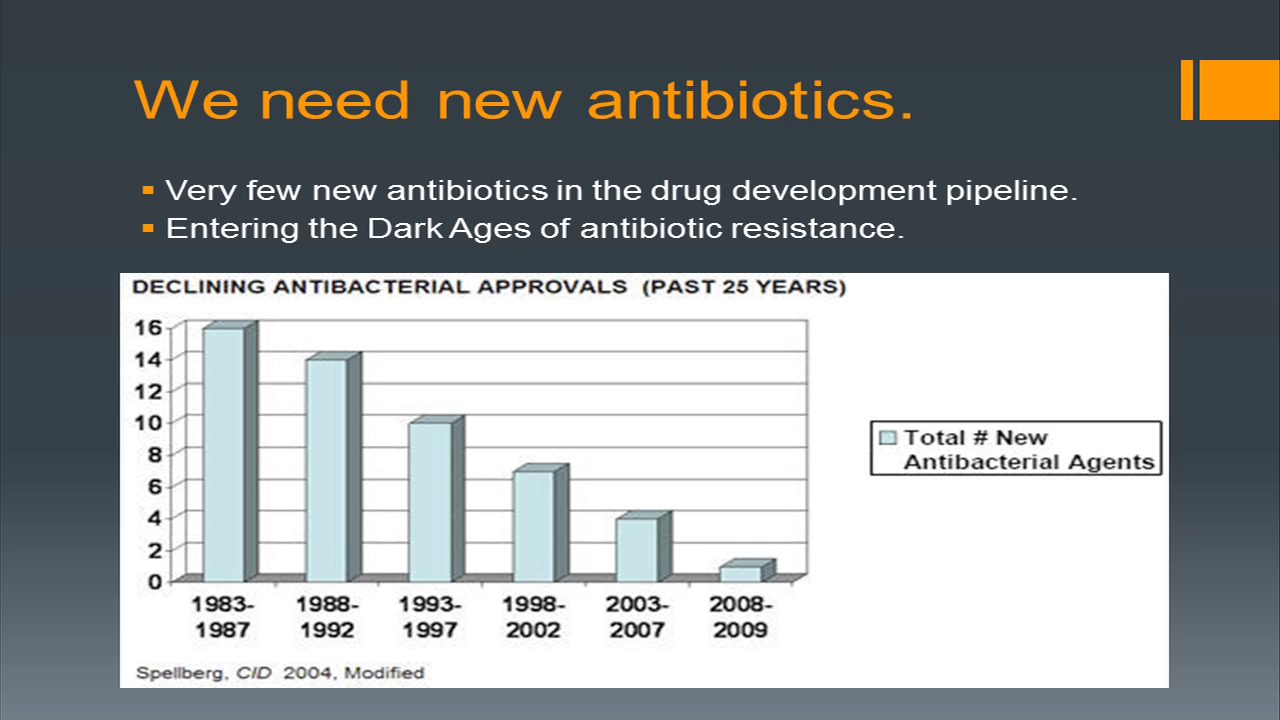 We need new antibiotics.
▪ Very few new antibiotics in the drug development pipeline.
▪ Entering the Dark Ages of antibiotic resistance.
DECLINING ANTIBACTERIAL APPROVALS (PAST 25 YEARS)
16
14
12
10
8
6
4
2
0
1983-1987
1988-1992
1993-1997
1998-2002
2003-2007
2008-2009
Total # New
Antibacterial Agents
Spellberg, CID 2004, Modified